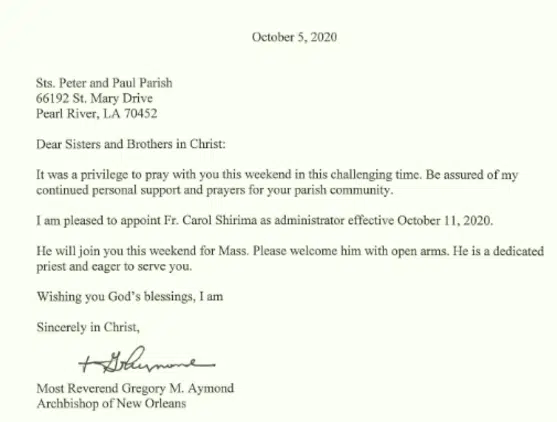 October 5, 2020
Sts. Peter and Paul Parish
66192 St. Mary Drive
Pearl River, LA 70452
Dear Sisters and Brothers in Christ:
It was a privilege to pray with you this weekend in this challenging time. Be assured of my
continued personal support and prayers for your parish community.
I am pleased to appoint Fr. Carol Shirima as administrator effective October 11, 2020.
He will join you this weekend for Mass. Please welcome him with open arms. He is a dedicated
priest and eager to serve you.
Wishing you God's blessings, I am
Sincerely in Christ,
+ GAymond
Most Reverend Gregory M. Aymond
Archbishop of New Orleans